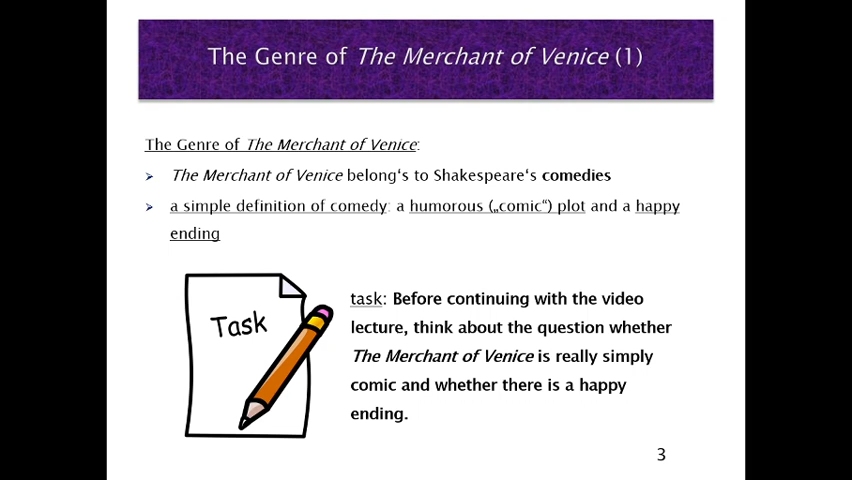 The Genre of The Merchant of Venice (1)
The Genre of The Merchant of Venice:
➢ The Merchant of Venice belong‘s to Shakespeare‘s comedies
➢ a simple definition of comedy: a humorous („comic“) plot and a happy
ending
Task
task: Before continuing with the video
lecture, think about the question whether
The Merchant of Venice is really simply
comic and whether there is a happy
ending.
3